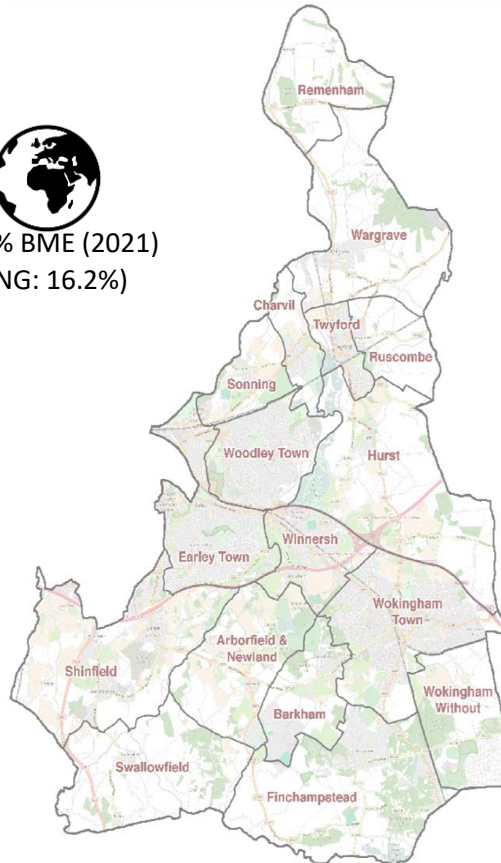 Remenham
% BME (2021)
NG: 16.2%)
Wargrave
Charvil
Twyford
Ruscombe
Sonning
Woodley Town
Hurst
Winnersh
Earley Town
Wokingham
Town
Arborfield &
Newland
Shinfield
Wokingham
Without
Barkham
Swallowfield
Finchampstead